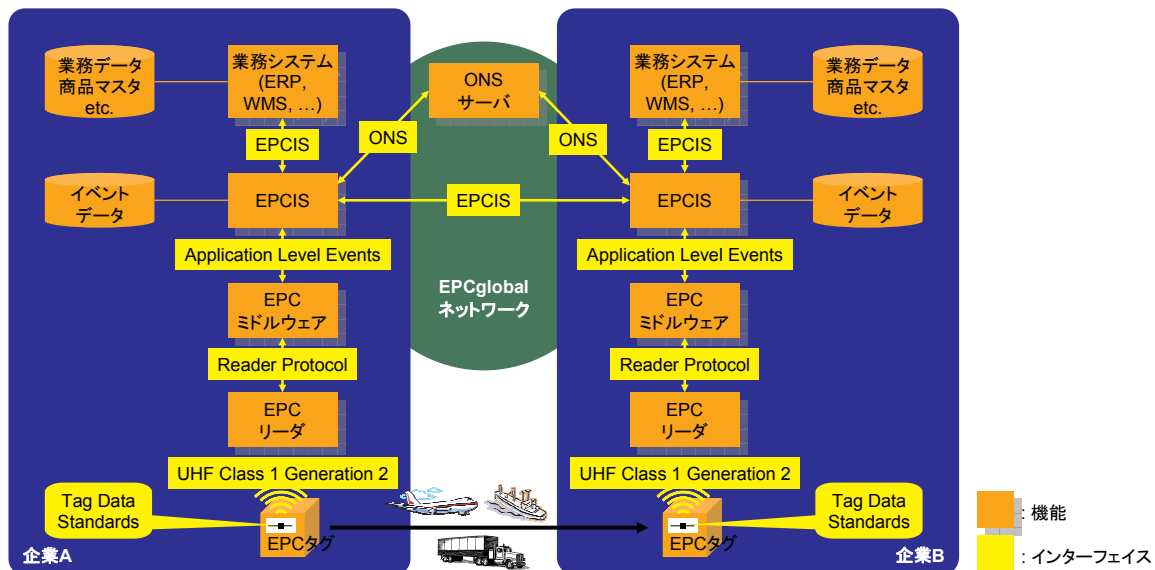 業務データ
商品マスタ
etc.
業務システム
(ERP,
WMS, …)
ONS
サーバ
業務システム
(ERP,
WMS, …)
業務データ
商品マスタ
etc.
EPCIS
ONS
ONS
EPCIS
イベント
データ
EPCIS
EPCIS
EPCIS
イベント
データ
Application Level Events
Application Level Events
EPCglobal
ネットワーク
EPC
ミドルウェア
EPC
ミドルウェア
Reader Protocol
Reader Protocol
EPC
リーダ
EPC
リーダ
UHF Class 1 Generation 2
UHF Class 1 Generation 2
Tag Data
Standards
Tag Data
Standards
EPCタグ
EPCタグ
企業A
企業B
: 機能
: インターフェイス